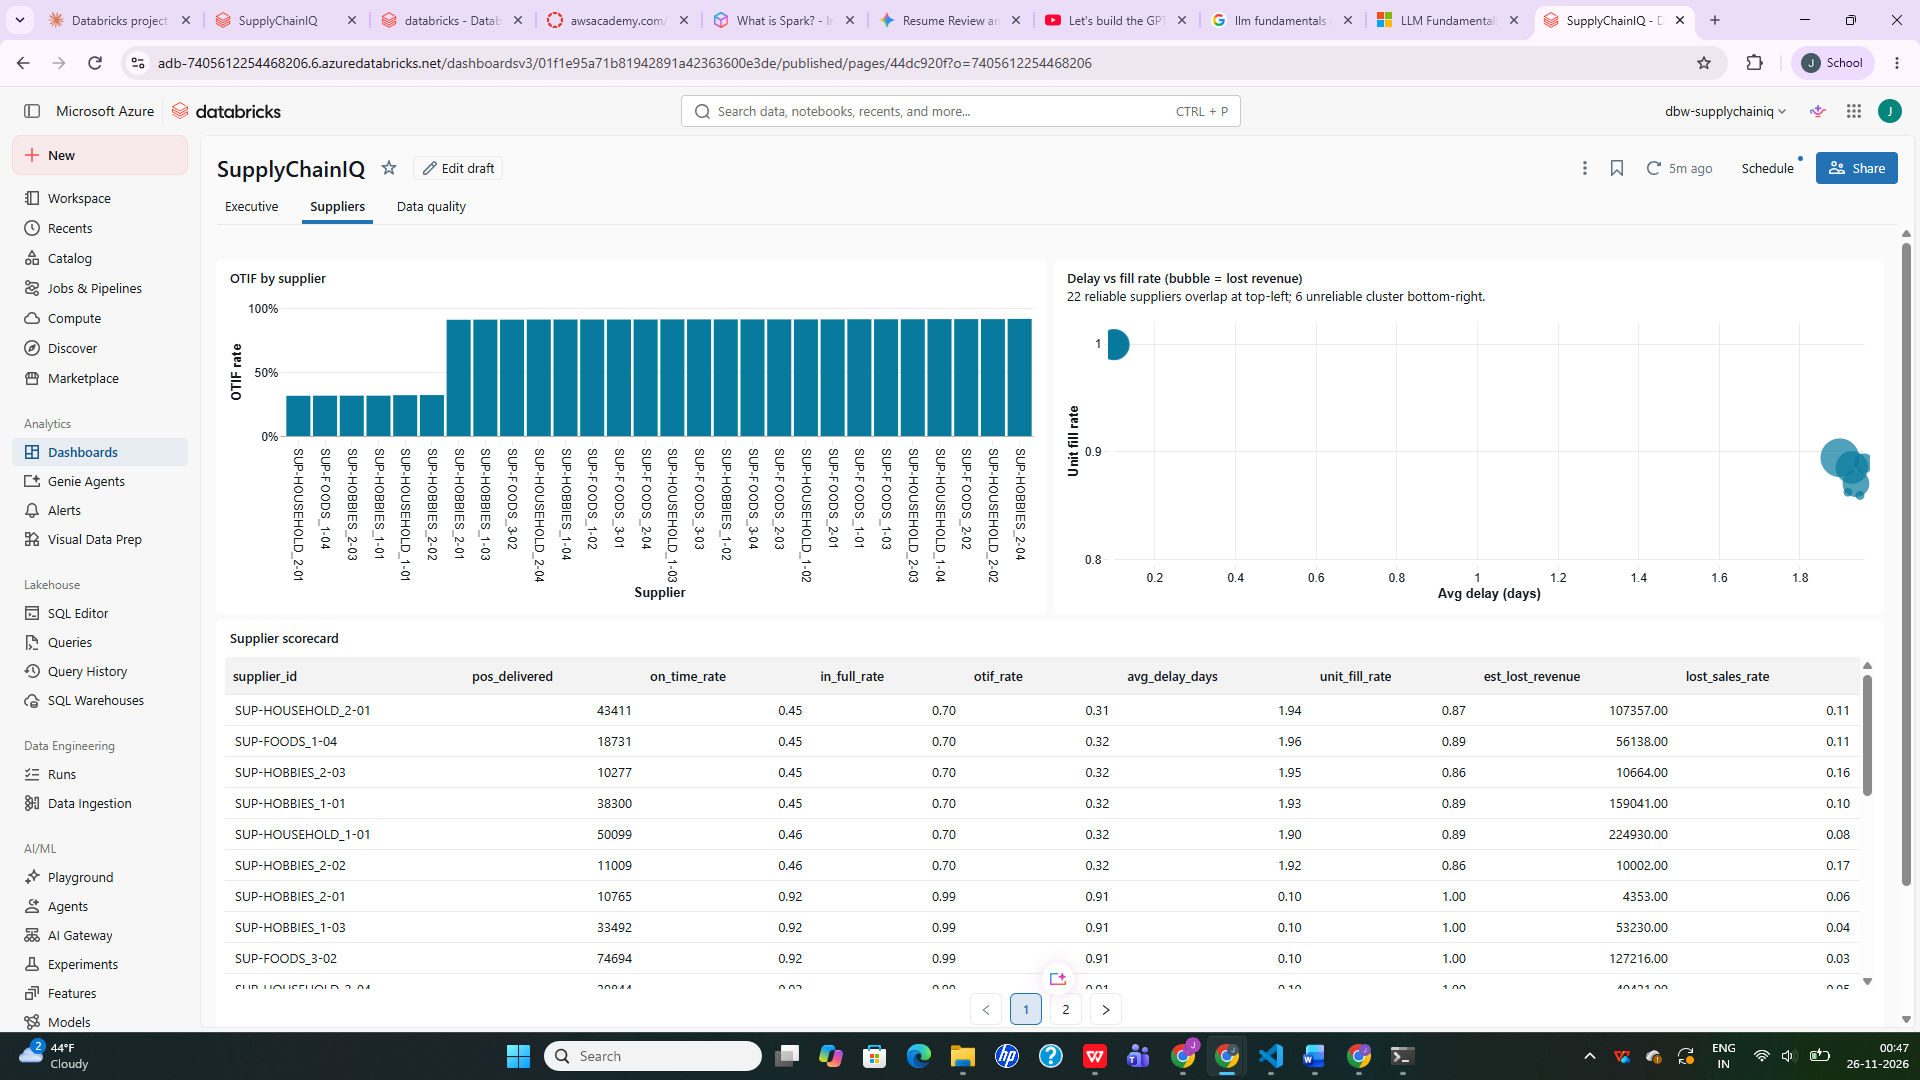 Databricks project
SupplyChainIQ
databricks - Datab
awsacademy.com/
What is Spark? - In
Resume Review an
Let's build the GPT
llm fundamentals
LLM Fundamentals
SupplyChainIQ - D
adb-7405612254468206.6.azuredatabricks.net/dashboardsv3/01f1e95a71b81942891a42363600e3de/published/pages/44dc920f?o=7405612254468206
J School
Microsoft Azure databricks
Search data, notebooks, recents, and more... CTRL + P
dbw-supplychainiq J
New
Workspace
Recents
Catalog
Jobs & Pipelines
Compute
Discover
Marketplace
Analytics
Dashboards
Genie Agents
Alerts
Visual Data Prep
Lakehouse
SQL Editor
Queries
Query History
SQL Warehouses
Data Engineering
Runs
Data Ingestion
AI/ML
Playground
Agents
AI Gateway
Experiments
Features
Models
SupplyChainIQ Edit draft 5m ago Schedule Share
Executive Suppliers Data quality
OTIF by supplier
100%
50%
0%
OTIF rate
SUP-HOUSEHOLD_2-01
SUP-FOODS_1-04
SUP-HOBBIES_2-03
SUP-HOBBIES_1-01
SUP-HOUSEHOLD_1-01
SUP-HOBBIES_2-02
SUP-HOBBIES_2-01
SUP-HOBBIES_1-03
SUP-FOODS_3-02
SUP-HOUSEHOLD_2-04
SUP-HOBBIES_1-04
SUP-FOODS_1-02
SUP-FOODS_3-01
SUP-FOODS_2-04
SUP-HOUSEHOLD_1-03
SUP-FOODS_3-03
SUP-HOBBIES_1-02
SUP-FOODS_3-04
SUP-FOODS_2-03
SUP-HOUSEHOLD_1-02
SUP-FOODS_2-01
SUP-FOODS_1-01
SUP-FOODS_1-03
SUP-HOUSEHOLD_2-03
SUP-HOUSEHOLD_1-04
SUP-FOODS_2-02
SUP-HOUSEHOLD_2-02
SUP-HOBBIES_2-04
Supplier
Delay vs fill rate (bubble = lost revenue)
22 reliable suppliers overlap at top-left; 6 unreliable cluster bottom-right.
1
0.9
0.8
Unit fill rate
0.2 0.4 0.6 0.8 1 1.2 1.4 1.6 1.8
Avg delay (days)
Supplier scorecard
supplier_id pos_delivered on_time_rate in_full_rate otif_rate avg_delay_days unit_fill_rate est_lost_revenue lost_sales_rate
SUP-HOUSEHOLD_2-01 43411 0.45 0.70 0.31 1.94 0.87 107357.00 0.11
SUP-FOODS_1-04 18731 0.45 0.70 0.32 1.96 0.89 56138.00 0.11
SUP-HOBBIES_2-03 10277 0.45 0.70 0.32 1.95 0.86 10664.00 0.16
SUP-HOBBIES_1-01 38300 0.45 0.70 0.32 1.93 0.89 159041.00 0.10
SUP-HOUSEHOLD_1-01 50099 0.46 0.70 0.32 1.90 0.89 224930.00 0.08
SUP-HOBBIES_2-02 11009 0.46 0.70 0.32 1.92 0.86 10002.00 0.17
SUP-HOBBIES_2-01 10765 0.92 0.99 0.91 0.10 1.00 4353.00 0.06
SUP-HOBBIES_1-03 33492 0.92 0.99 0.91 0.10 1.00 53230.00 0.04
SUP-FOODS_3-02 74694 0.92 0.99 0.91 0.10 1.00 127216.00 0.03
1 2
2 44°F
Cloudy
Search
ENG
IN
00:47
26-11-2026